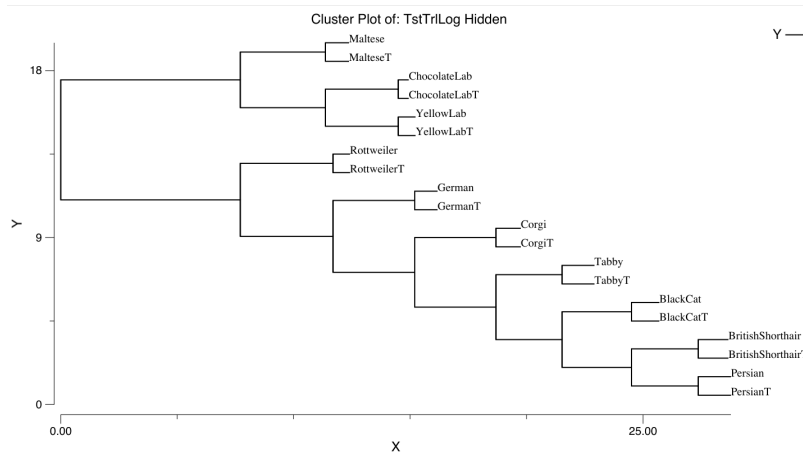 Cluster Plot of: TstTrlLog Hidden
Y
Maltese
MalteseT
18
ChocolateLab
ChocolateLabT
YellowLab
YellowLabT
Rottweiler
RottweilerT
German
GermanT
Y
Corgi
9
CorgiT
Tabby
TabbyT
BlackCat
BlackCatT
BritishShorthair
BritishShorthairT
Persian
PersianT
0
0.00
25.00
X